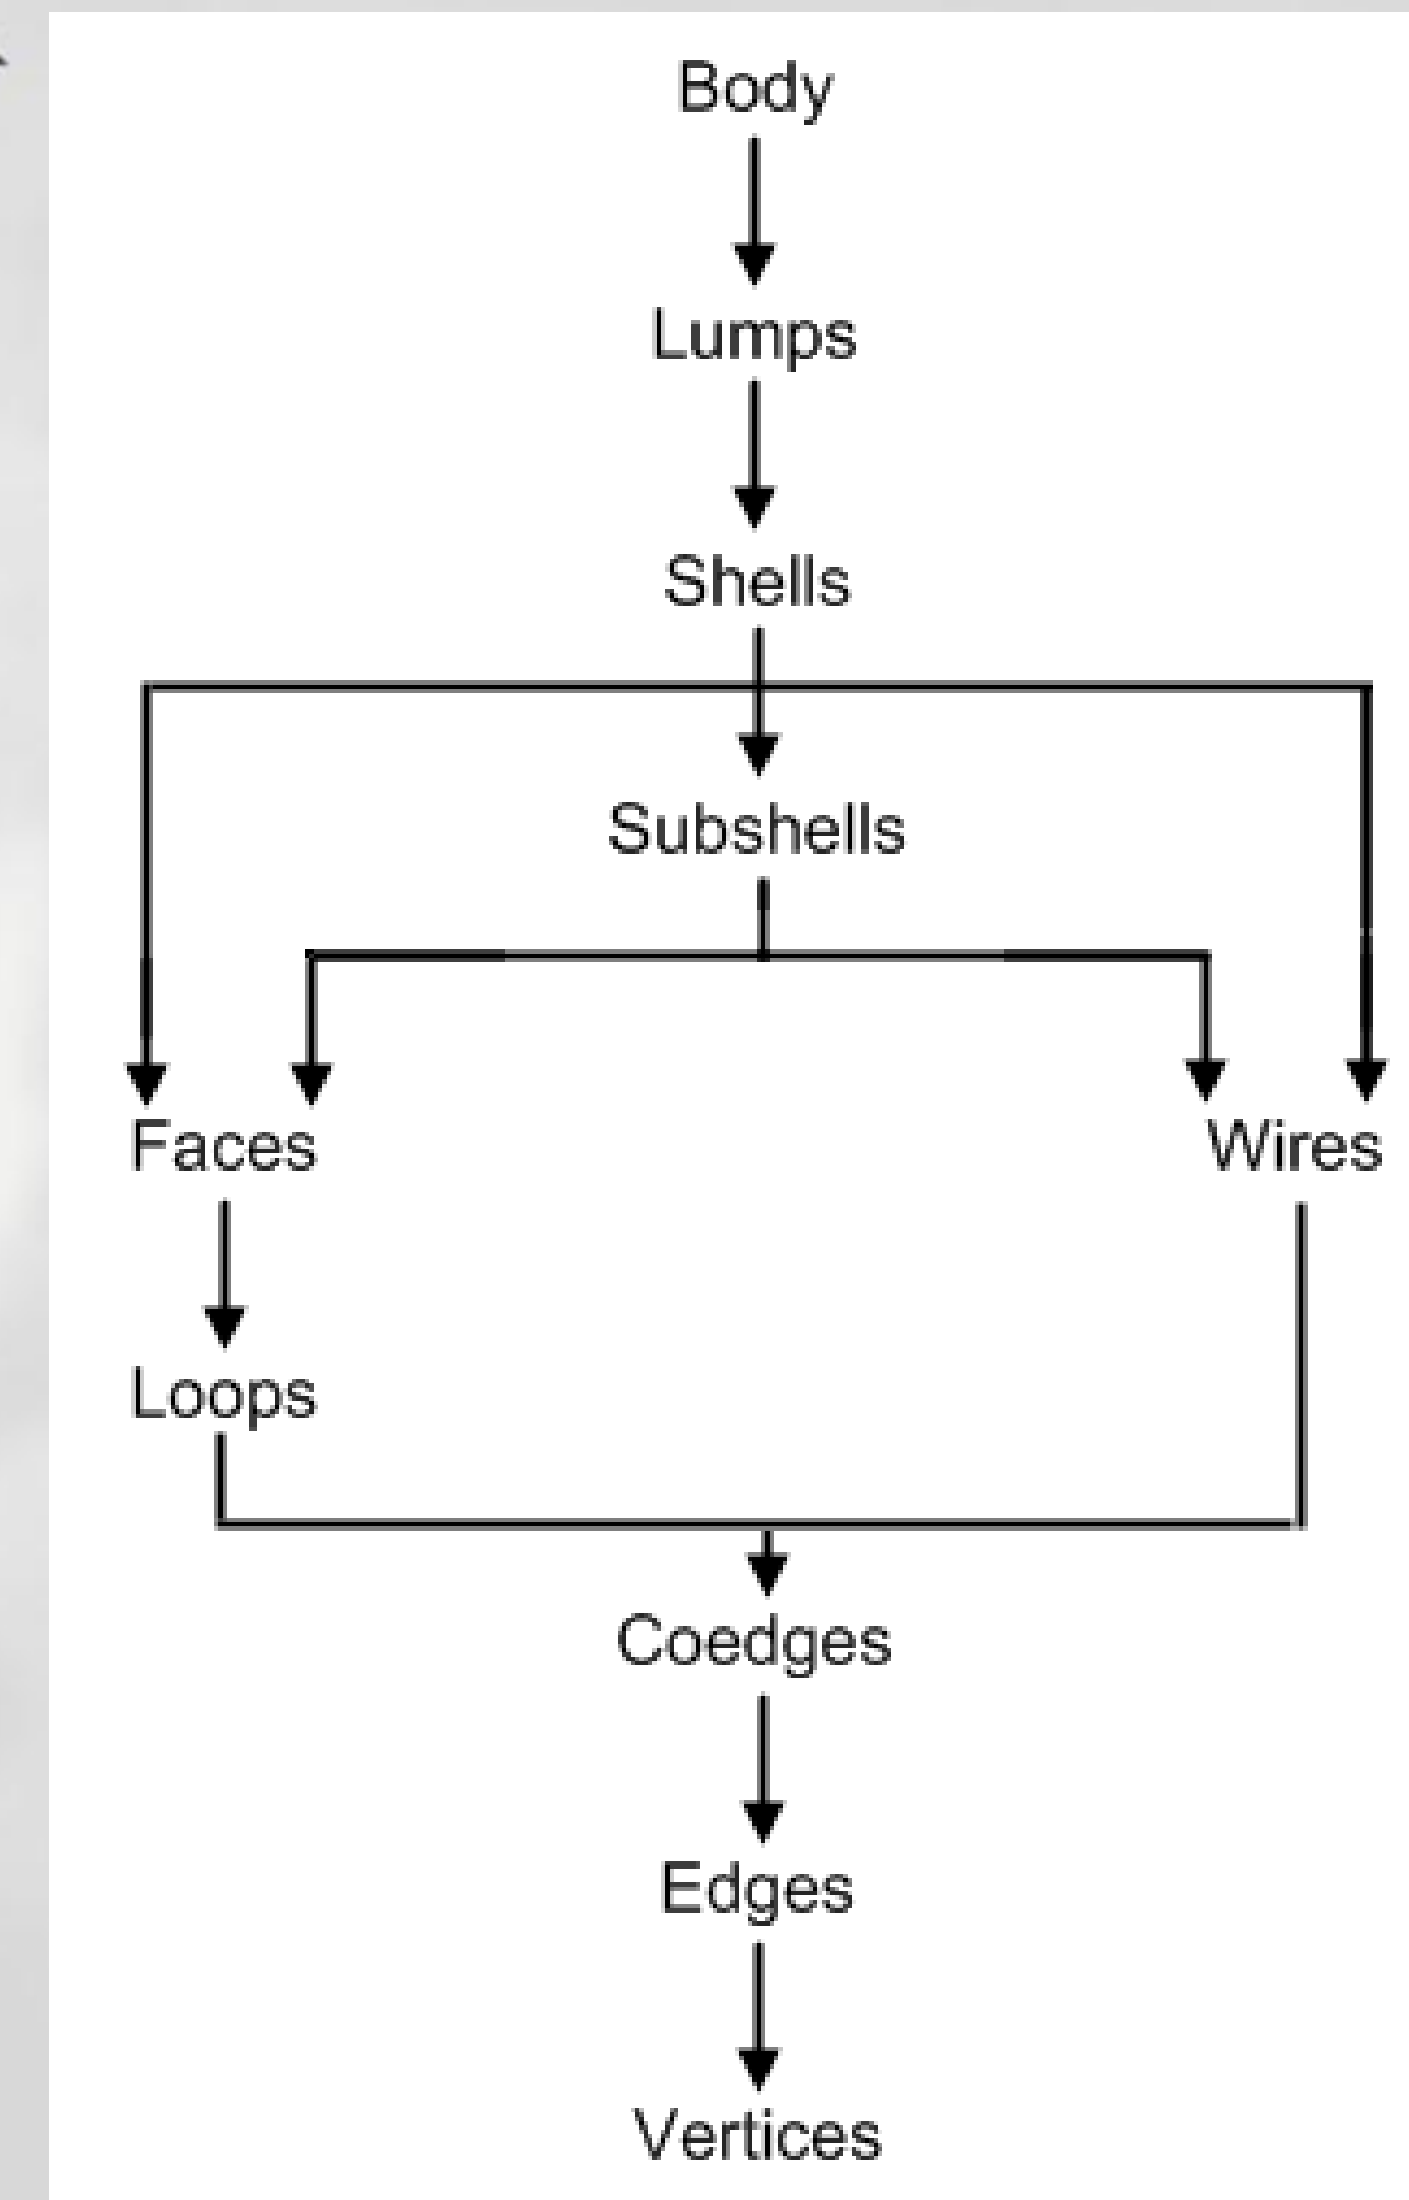 Body
Lumps
Shells
Subshells
Faces Wires
Loops
Coedges
Edges
Vertices